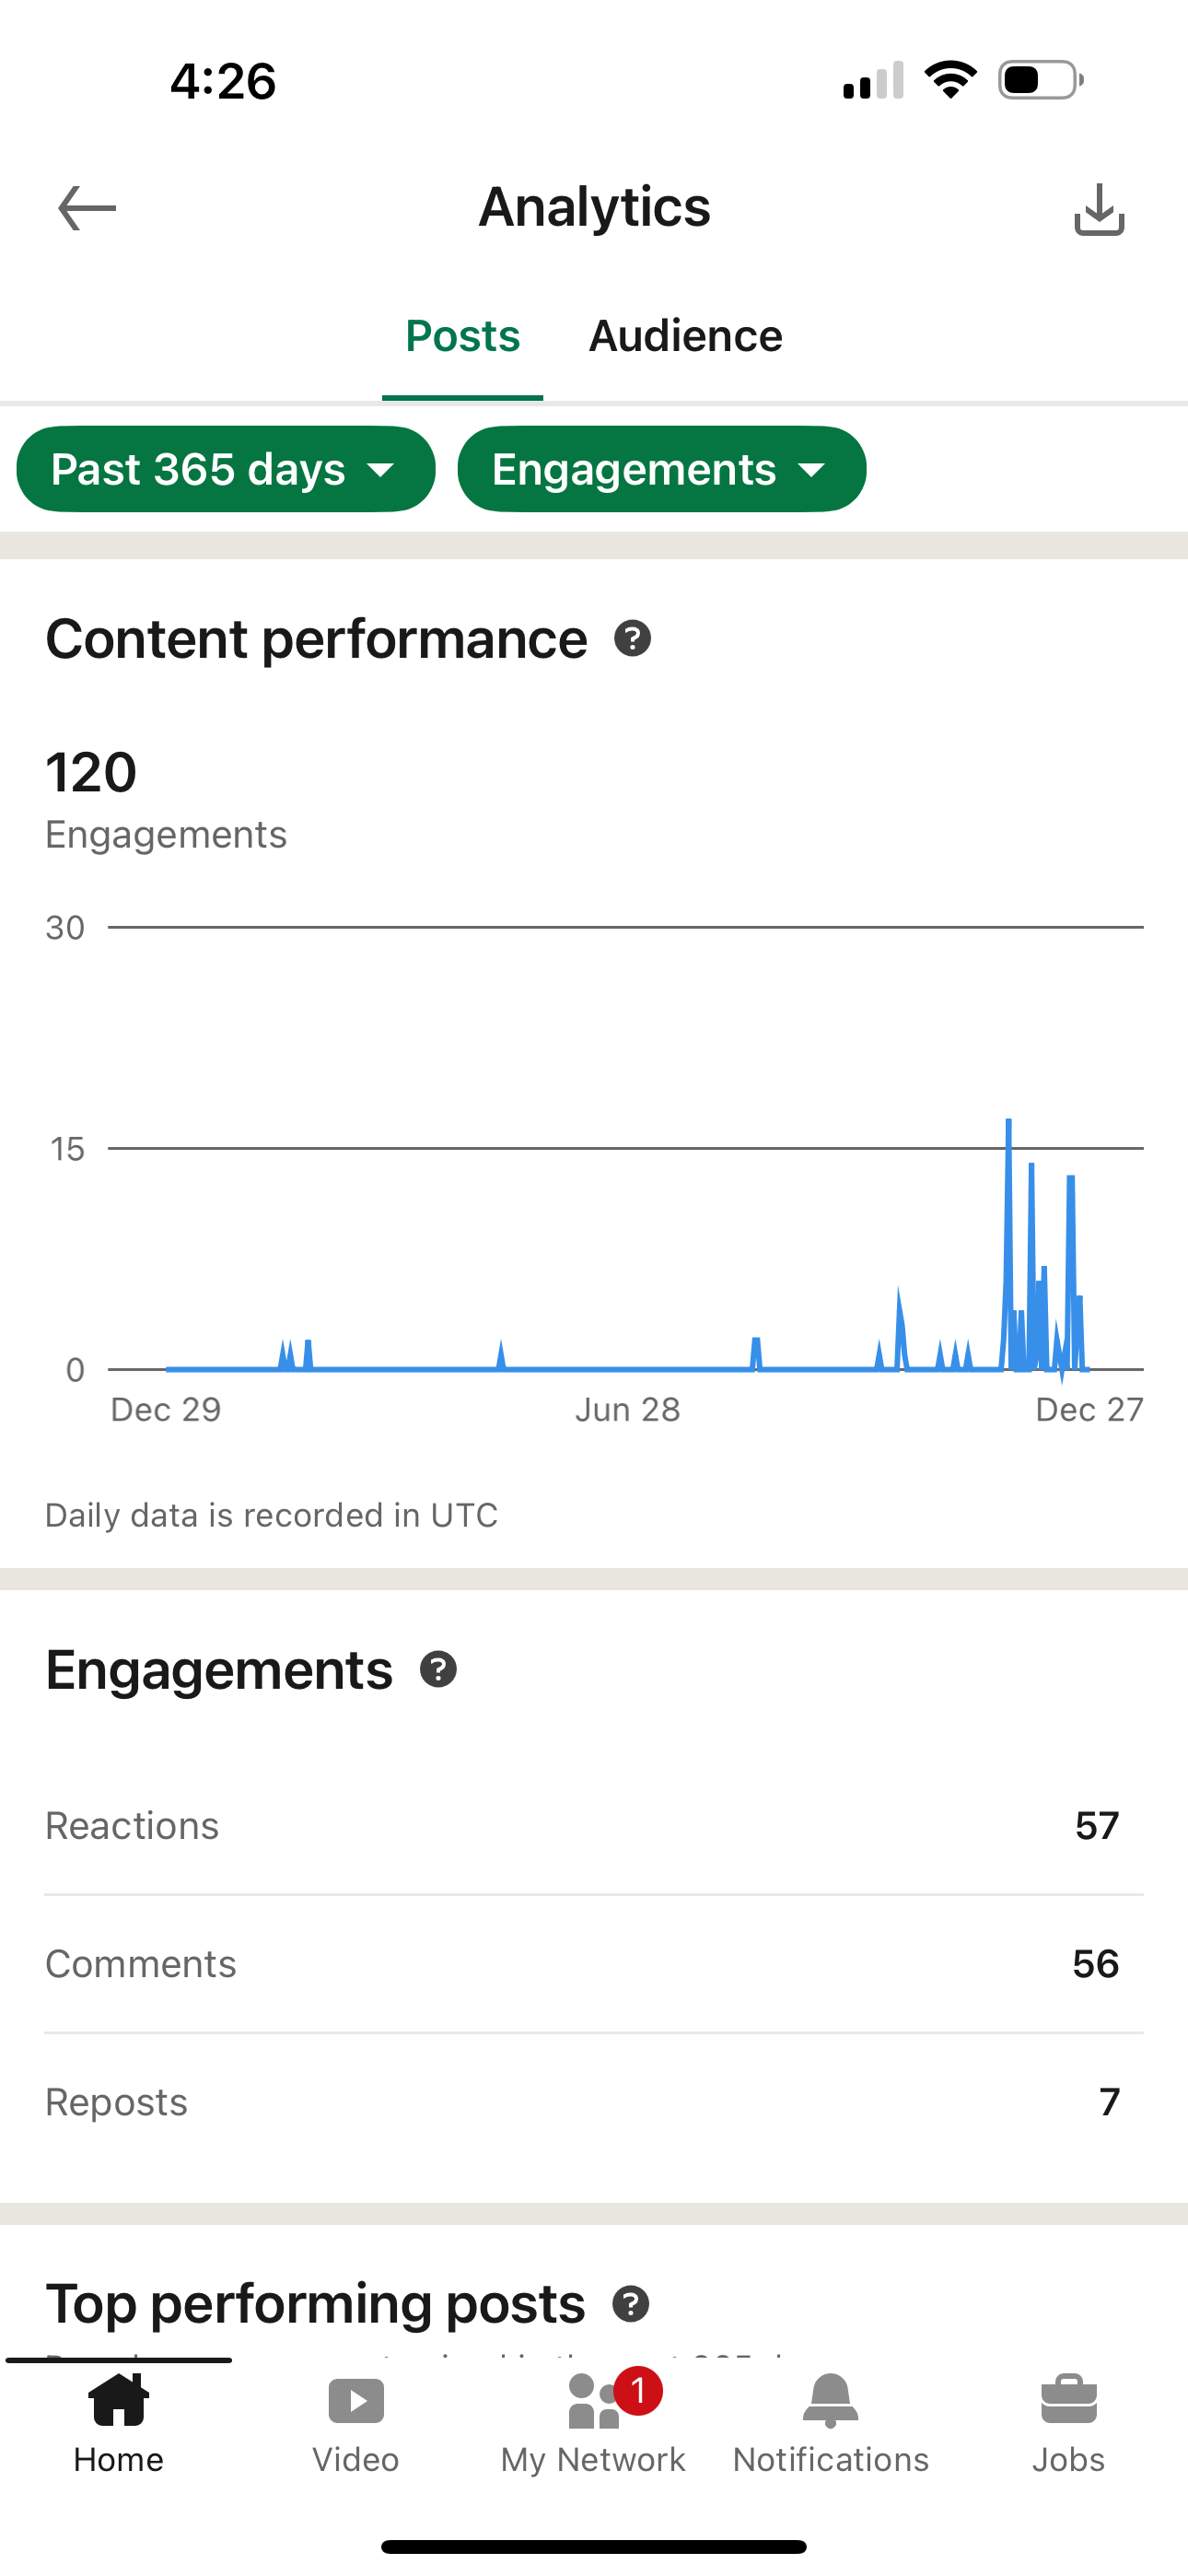 4:26
Analytics
Posts Audience
Past 365 days Engagements
Content performance ?
120
Engagements
30
15
0
Dec 29 Jun 28 Dec 27
Daily data is recorded in UTC
Engagements ?
Reactions 57
Comments 56
Reposts 7
Top performing posts ?
1
Home Video My Network Notifications Jobs